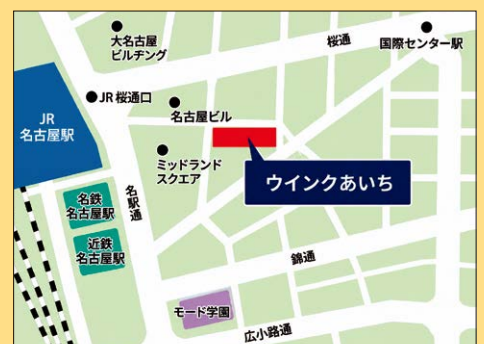 大名古屋
ビルヂング
桜通
国際センター駅
JR 桜通口
名古屋ビル
JR
名古屋駅
ミッドランド
スクエア
ウインクあいち
名鉄
名古屋駅
名駅通
近鉄
名古屋駅
錦通
モード学園
広小路通